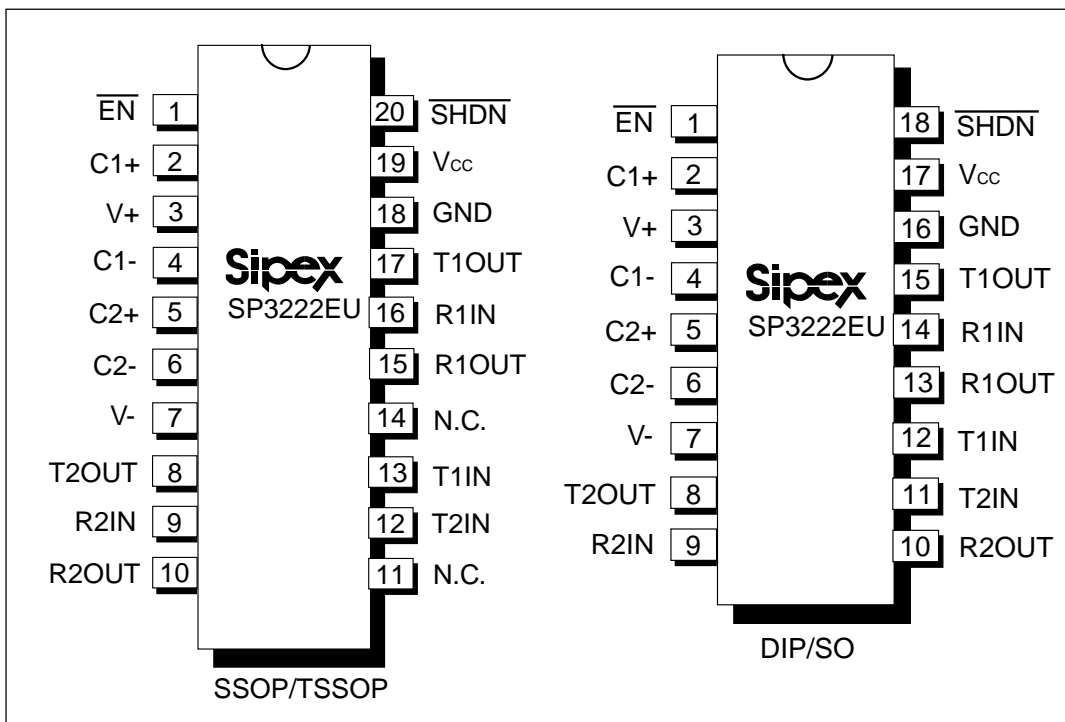 EN 1 20 SHDN
C1+ 2 19 Vcc
V+ 3 18 GND
C1- 4 17 T1OUT
C2+ 5 16 R1IN
C2- 6 15 R1OUT
V- 7 14 N.C.
T2OUT 8 13 T1IN
R2IN 9 12 T2IN
R2OUT 10 11 N.C.
Sipex
SP3222EU
SSOP/TSSOP
EN 1 18 SHDN
C1+ 2 17 Vcc
V+ 3 16 GND
C1- 4 15 T1OUT
C2+ 5 14 R1IN
C2- 6 13 R1OUT
V- 7 12 T1IN
T2OUT 8 11 T2IN
R2IN 9 10 R2OUT
Sipex
SP3222EU
DIP/SO